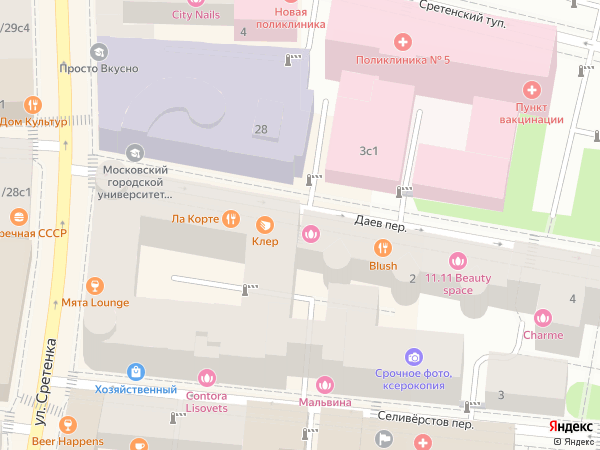 City Nails
Новая
поликлиника
Сретенский туп.
/29с4
4
Просто Вкусно
Поликлиника № 5
Пункт
вакцинации
1
Дом Культур
28
3с1
Московский
городской
университет...
/28с1
Ла Корте
Клер
Даев пер.
речная СССР
Blush
11.11 Beauty
space
2
4
Мята Lounge
Charme
ул. Сретенка
Срочное фото,
ксерокопия
Хозяйственный
Contora
Lisovets
Мальвина
3
Селивёрстов пер.
Beer Happens
Яндекс
© Яндекс